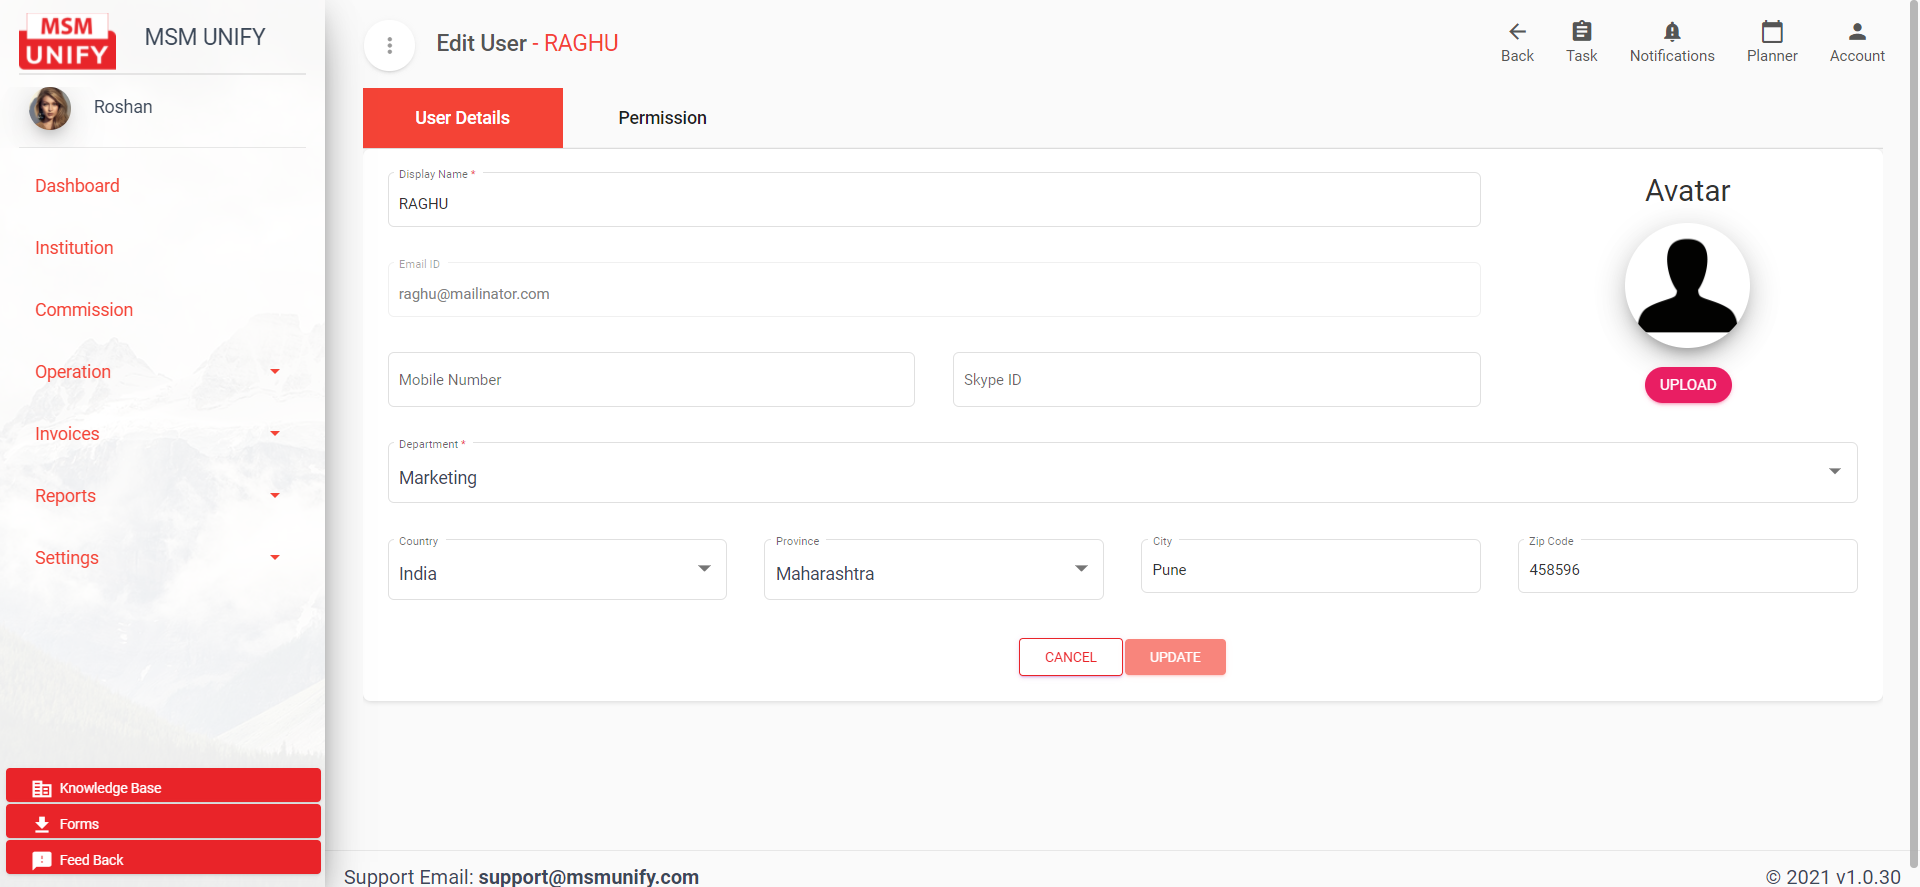 MSM
UNIFY
MSM UNIFY
Roshan
Dashboard
Institution
Commission
Operation
Invoices
Reports
Settings
Knowledge Base
Forms
Feed Back
Edit User - RAGHU
Back
Task
Notifications
Planner
Account
User Details
Permission
Display Name *
RAGHU
Email ID
raghu@mailinator.com
Mobile Number
Skype ID
Avatar
UPLOAD
Department *
Marketing
Country
India
Province
Maharashtra
City
Pune
Zip Code
458596
CANCEL
UPDATE
Support Email: support@msmunify.com
© 2021 v1.0.30